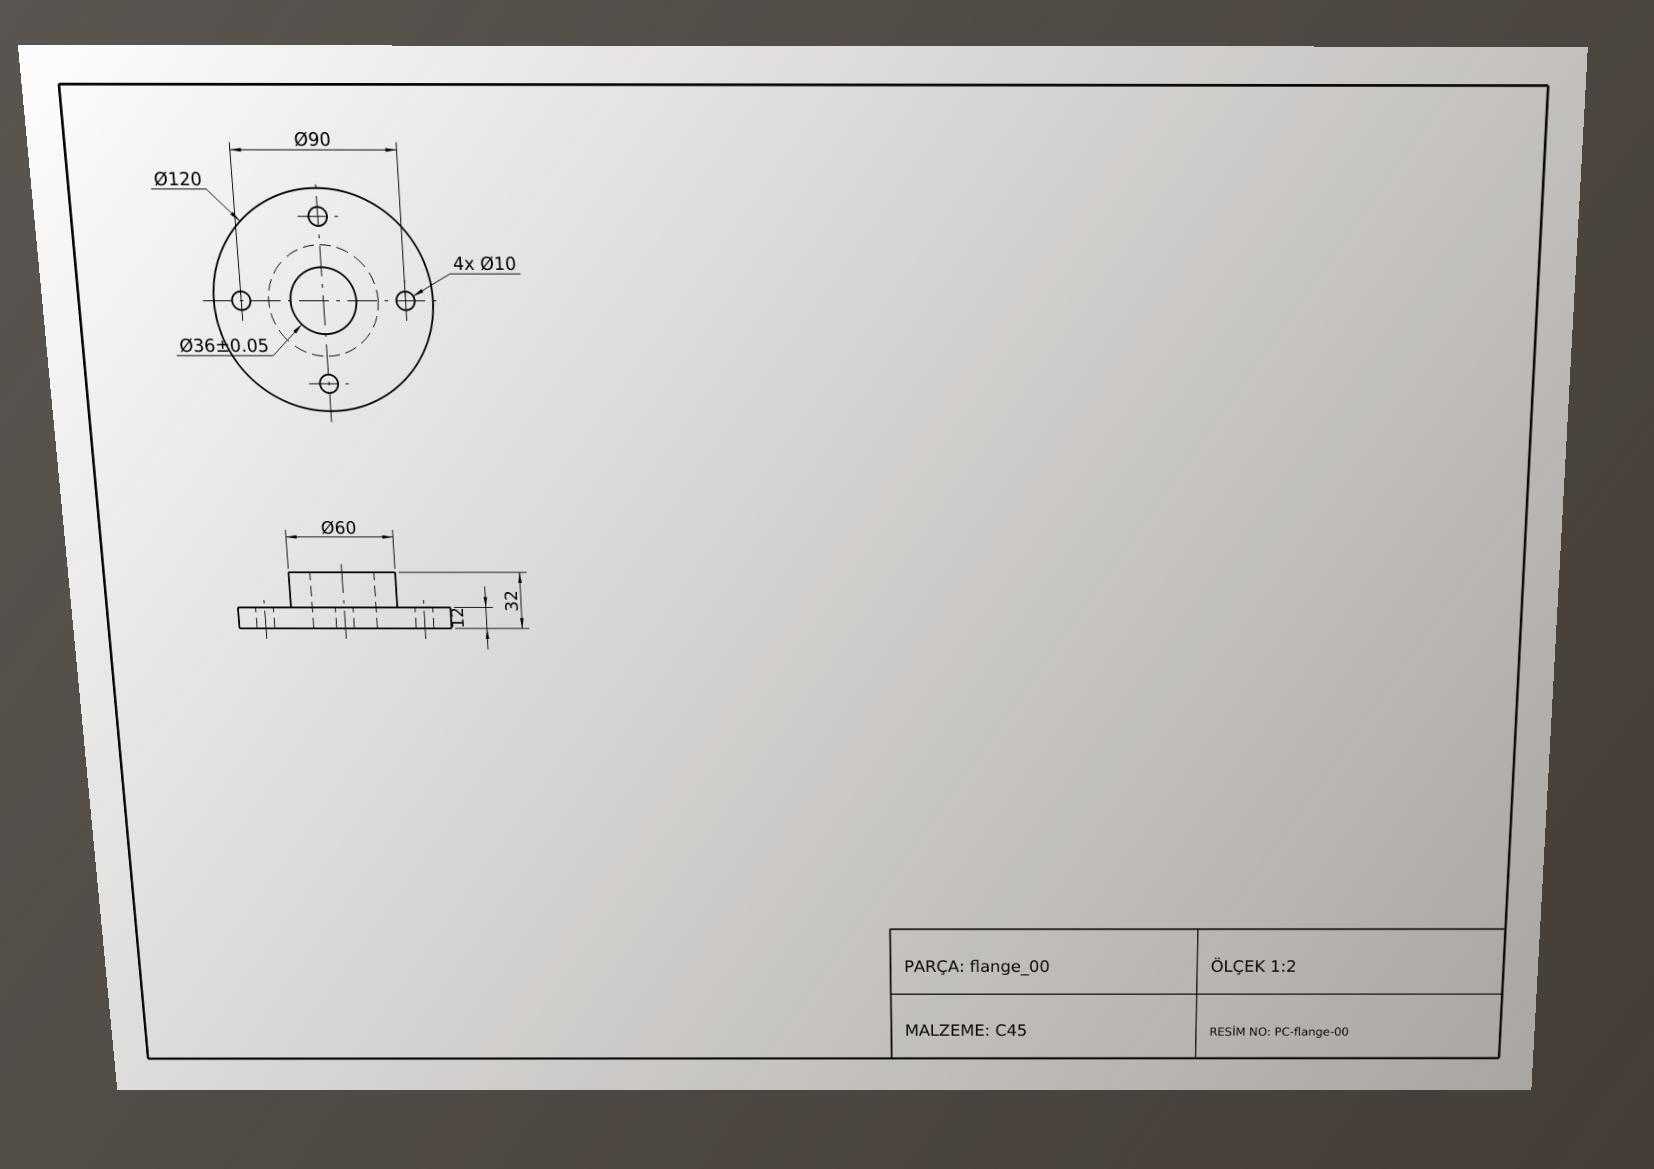 Ø90
Ø120
4x Ø10
Ø36±0.05
Ø60
32
12
PARÇA: flange_00
ÖLÇEK 1:2
MALZEME: C45
RESİM NO: PC-flange-00